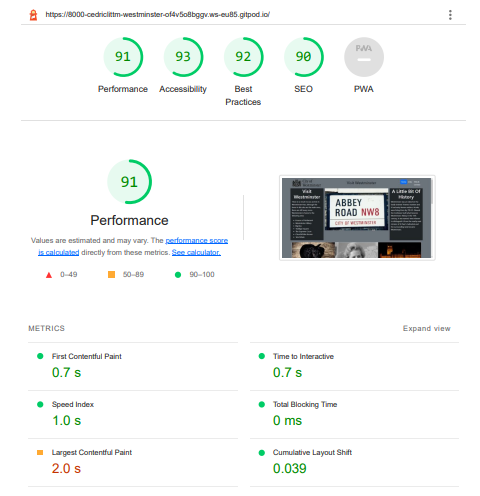 https://8000-cedriclittm-westminster-of4v5o8bggv.ws-eu85.gitpod.io/
91
93
92
90
PWA
Performance
Accessibility
Best
Practices
SEO
PWA
91
Performance
Values are estimated and may vary. The performance score
is calculated directly from these metrics. See calculator.
0–49
50–89
90–100
Visit
Westminster
ABBEY
ROAD NW8
CITY OF WESTMINSTER
A Little Bit Of
History
METRICS
Expand view
First Contentful Paint
0.7 s
Time to Interactive
0.7 s
Speed Index
1.0 s
Total Blocking Time
0 ms
Largest Contentful Paint
2.0 s
Cumulative Layout Shift
0.039